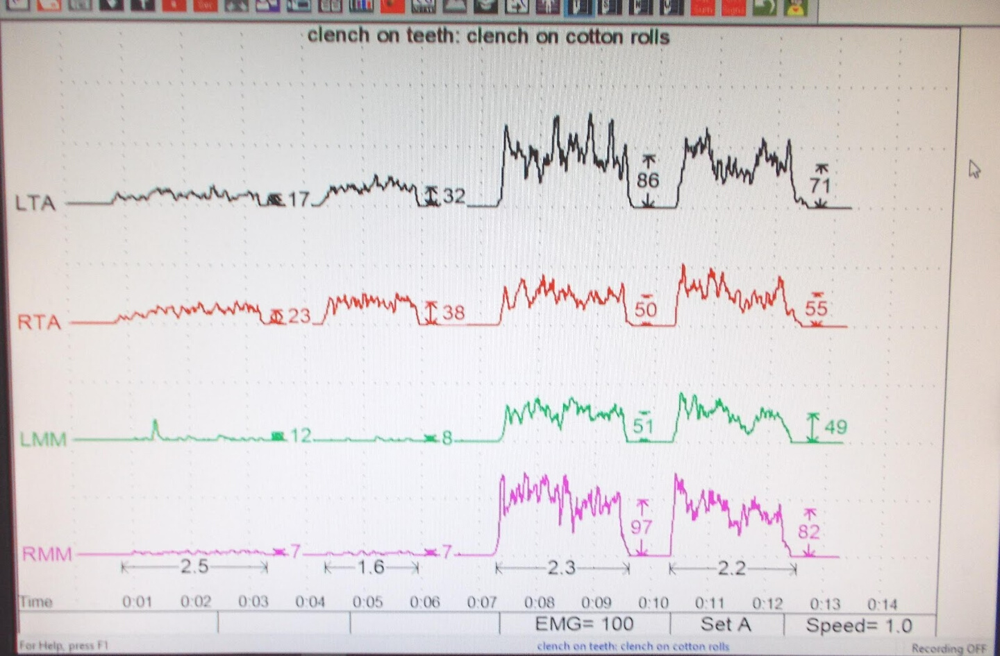 clench on teeth: clench on cotton rolls
LTA 17 32 86 71
RTA 23 38 50 55
LMM 12 8 51 49
RMM 7 7 97 82
2.5 1.6 2.3 2.2
Time 0:01 0:02 0:03 0:04 0:05 0:06 0:07 0:08 0:09 0:10 0:11 0:12 0:13 0:14
EMG= 100 Set A Speed= 1.0
For Help, press F1 clench on teeth: clench on cotton rolls Recording OFF